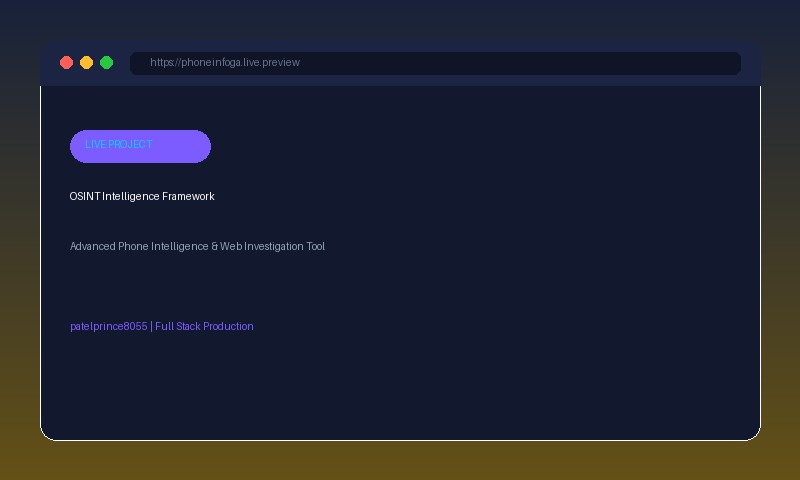 https://phoneinfoga.live.preview
LIVE PROJECT
OSINT Intelligence Framework
Advanced Phone Intelligence & Web Investigation Tool
patelprince8055 | Full Stack Production